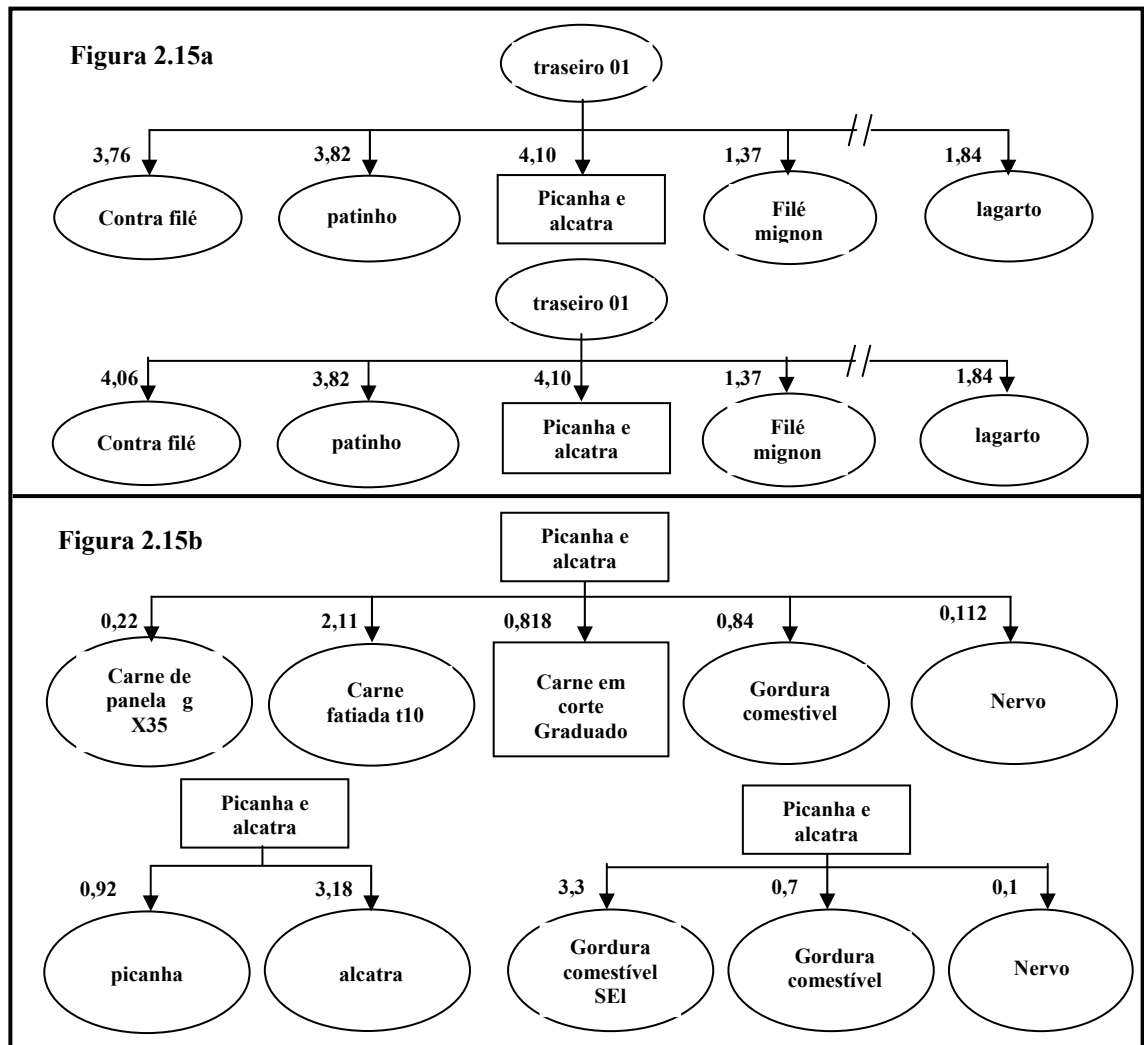 Figura 2.15a
traseiro 01
3,76
3,82
4,10
1,37
1,84
Contra filé
patinho
Picanha e
alcatra
Filé
mignon
lagarto
traseiro 01
4,06
3,82
4,10
1,37
1,84
Contra filé
patinho
Picanha e
alcatra
Filé
mignon
lagarto
Figura 2.15b
Picanha e
alcatra
0,22
2,11
0,818
0,84
0,112
Carne de
panela g
X35
Carne
fatiada t10
Carne em
corte
Graduado
Gordura
comestivel
Nervo
Picanha e
alcatra
0,92
3,18
picanha
alcatra
Picanha e
alcatra
3,3
0,7
0,1
Gordura
comestível
SEl
Gordura
comestível
Nervo